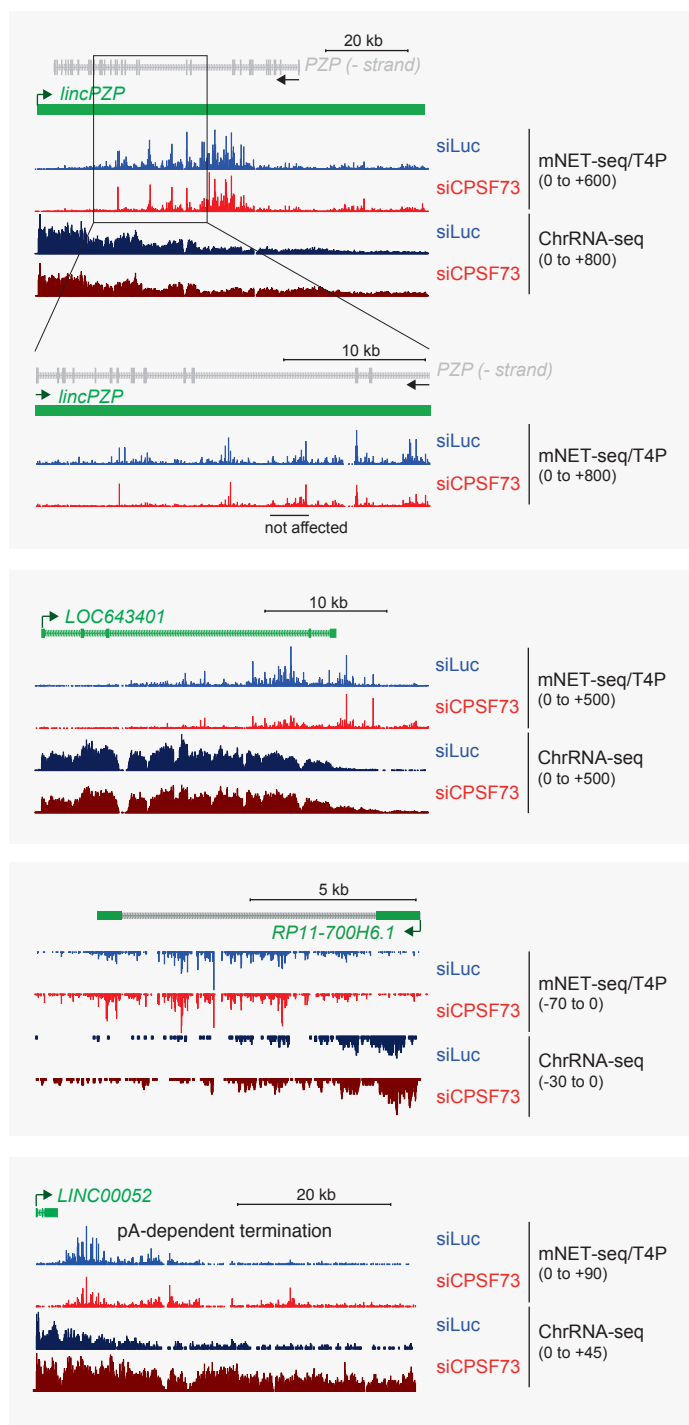 20 kb
PZP (- strand)
lincPZP
siLuc
siCPSF73
mNET-seq/T4P
(0 to +600)
siLuc
siCPSF73
ChrRNA-seq
(0 to +800)
10 kb
PZP (- strand)
lincPZP
siLuc
siCPSF73
mNET-seq/T4P
(0 to +800)
not affected
10 kb
LOC643401
siLuc
siCPSF73
mNET-seq/T4P
(0 to +500)
siLuc
siCPSF73
ChrRNA-seq
(0 to +500)
5 kb
RP11-700H6.1
siLuc
siCPSF73
mNET-seq/T4P
(-70 to 0)
siLuc
siCPSF73
ChrRNA-seq
(-30 to 0)
LINC00052
20 kb
pA-dependent termination
siLuc
siCPSF73
mNET-seq/T4P
(0 to +90)
siLuc
siCPSF73
ChrRNA-seq
(0 to +45)